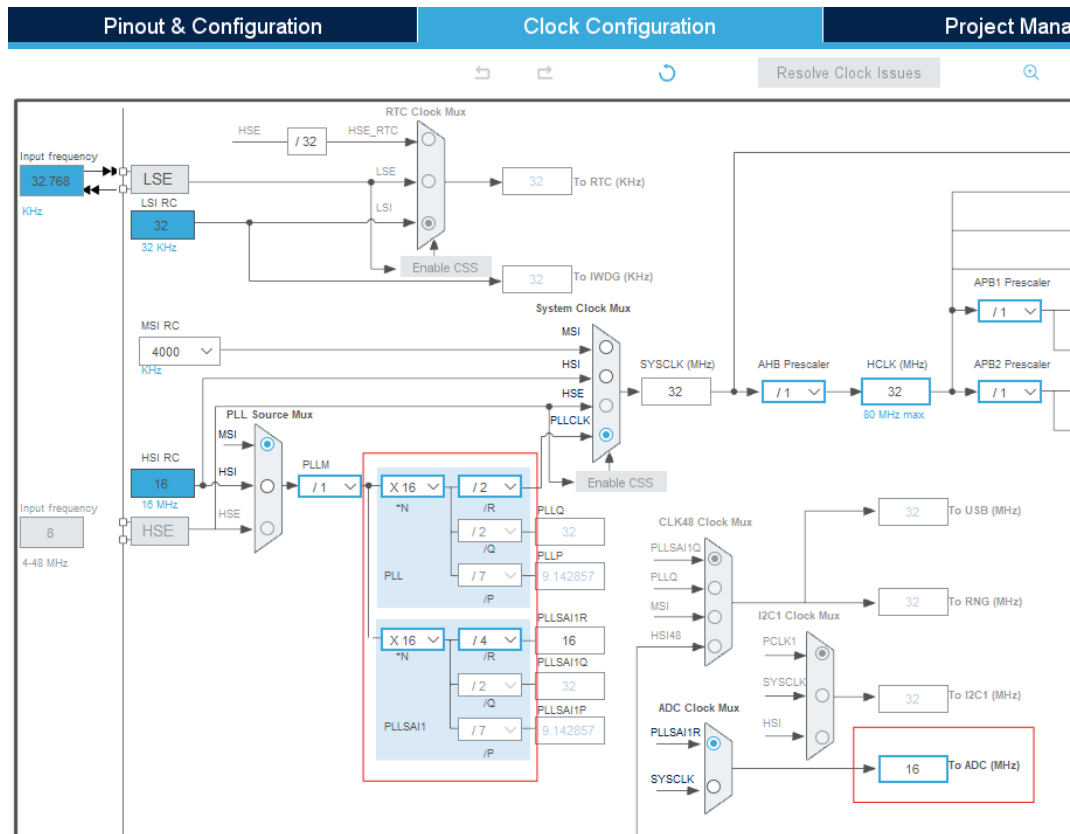 Pinout & Configuration
Clock Configuration
Project Mana
Resolve Clock Issues
RTC Clock Mux
HSE
/ 32
HSE_RTC
Input frequency
32.768
KHz
LSE
LSE
32
To RTC (KHz)
LSI RC
32
32 KHz
LSI
Enable CSS
32
To IWDG (KHz)
System Clock Mux
APB1 Prescaler
/ 1
MSI RC
4000
KHz
MSI
HSI
HSE
PLLCLK
SYSCLK (MHz)
32
AHB Prescaler
/ 1
HCLK (MHz)
32
80 MHz max
APB2 Prescaler
/ 1
PLL Source Mux
MSI
HSI
HSE
HSI RC
16
16 MHz
PLLM
/ 1
X 16
*N
/ 2
/R
Enable CSS
Input frequency
8
4-48 MHz
HSE
/ 2
/Q
PLLQ
32
PLL
/ 7
/P
PLLP
9.142857
CLK48 Clock Mux
PLLSAI1Q
PLLQ
MSI
HSI48
32
To USB (MHz)
32
To RNG (MHz)
X 16
*N
/ 4
/R
PLLSAI1R
16
/ 2
/Q
PLLSAI1Q
32
PLLSAI1
/ 7
/P
PLLSAI1P
9.142857
I2C1 Clock Mux
PCLK1
SYSCLK
HSI
32
To I2C1 (MHz)
ADC Clock Mux
PLLSAI1R
SYSCLK
16
To ADC (MHz)